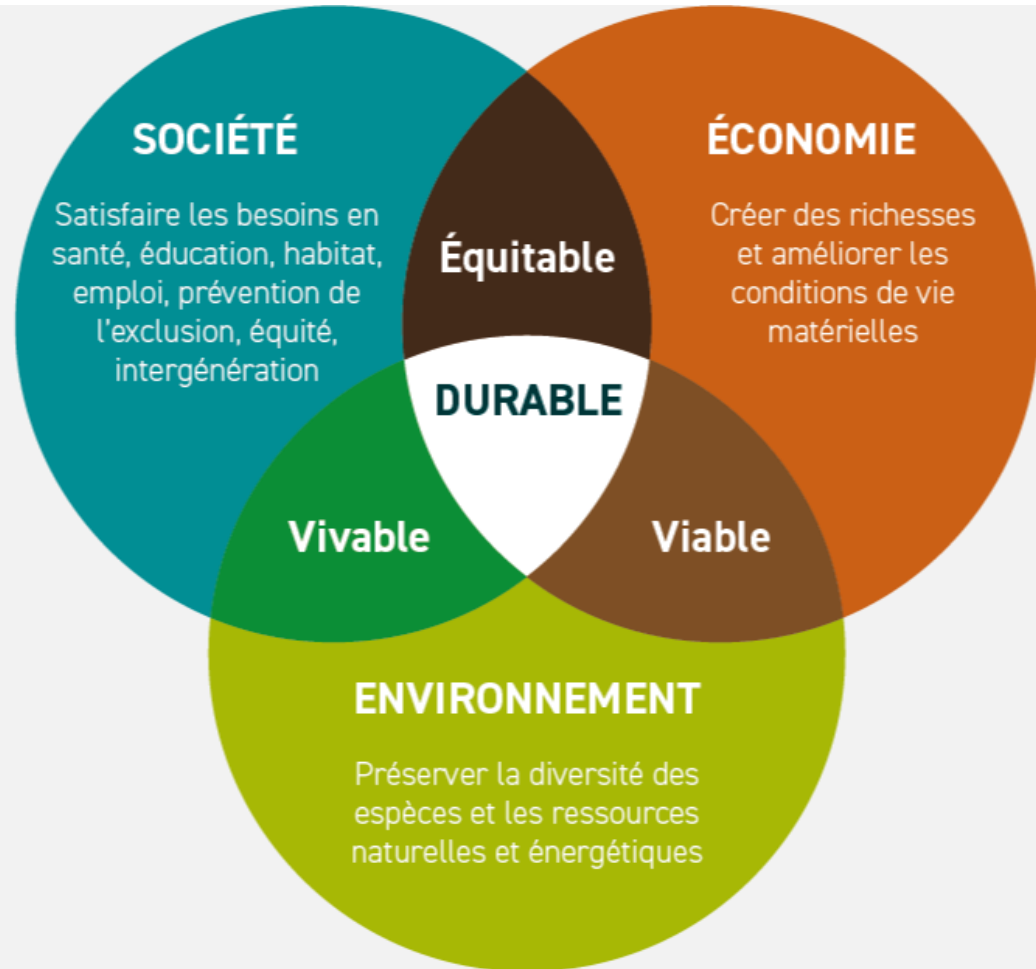 SOCIÉTÉ
Satisfaire les besoins en
santé, éducation, habitat,
emploi, prévention de
l'exclusion, équité,
intergénération
Équitable
ÉCONOMIE
Créer des richesses
et améliorer les
conditions de vie
matérielles
DURABLE
Vivable
Viable
ENVIRONNEMENT
Préserver la diversité des
espèces et les ressources
naturelles et énergétiques